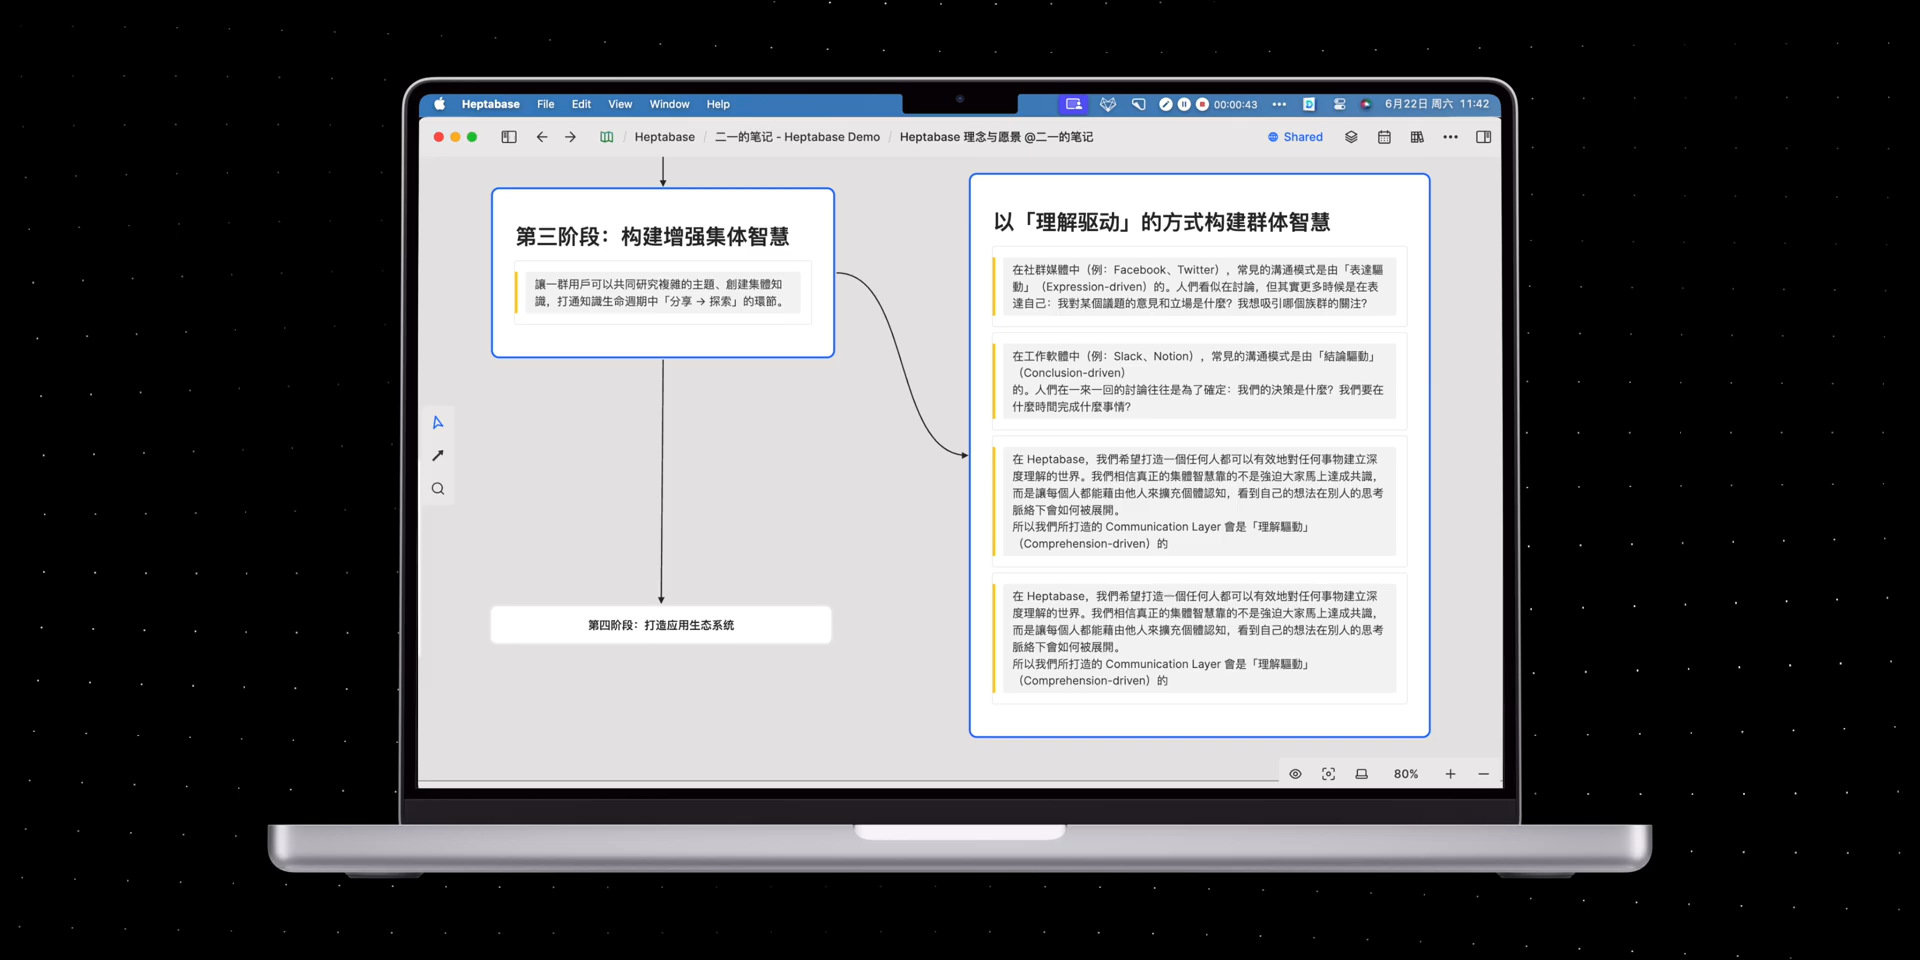 Heptabase File Edit View Window Help
00:00:43 6月22日 周六 11:42
Heptabase / 二一的笔记 - Heptabase Demo / Heptabase 理念与愿景 @二一的笔记
Shared
第三阶段：构建增强集体智慧
讓一群用戶可以共同研究複雜的主題、創建集體知
識，打通知識生命週期中「分享 → 探索」的環節。
第四阶段：打造应用生态系统
以「理解驱动」的方式构建群体智慧
在社群媒體中（例：Facebook、Twitter），常見的溝通模式是由「表達驅
動」（Expression-driven）的。人們看似在討論，但其實更多時候是在表
達自己：我對某個議題的意見和立場是什麼？我想吸引哪個族群的關注？
在工作軟體中（例：Slack、Notion），常見的溝通模式是由「結論驅動」
（Conclusion-driven）
的。人們在一來一回的討論往往是為了確定：我們的決策是什麼？我們要在
什麼時間完成什麼事情？
在 Heptabase，我們希望打造一個任何人都可以有效地對任何事物建立深
度理解的世界。我們相信真正的集體智慧靠的不是強迫大家馬上達成共識，
而是讓每個人都能藉由他人來擴充個體認知，看到自己的想法在別人的思考
脈絡下會如何被展開。
所以我們所打造的 Communication Layer 會是「理解驅動」
（Comprehension-driven）的
在 Heptabase，我們希望打造一個任何人都可以有效地對任何事物建立深
度理解的世界。我們相信真正的集體智慧靠的不是強迫大家馬上達成共識，
而是讓每個人都能藉由他人來擴充個體認知，看到自己的想法在別人的思考
脈絡下會如何被展開。
所以我們所打造的 Communication Layer 會是「理解驅動」
（Comprehension-driven）的
80%